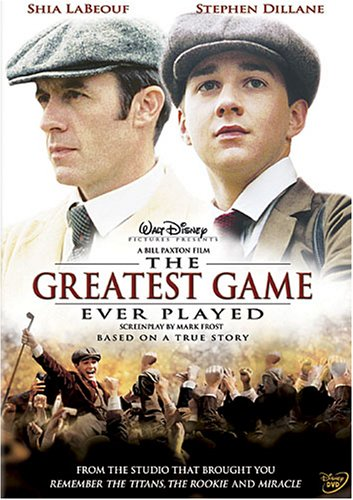 SHIA LABEOUF STEPHEN DILLANE
WALT DISNEY
PICTURES PRESENTS
A BILL PAXTON FILM
THE
GREATEST GAME
EVER PLAYED
SCREENPLAY BY MARK FROST
BASED ON A TRUE STORY
FROM THE STUDIO THAT BROUGHT YOU
REMEMBER THE TITANS, THE ROOKIE AND MIRACLE
Disney
DVD